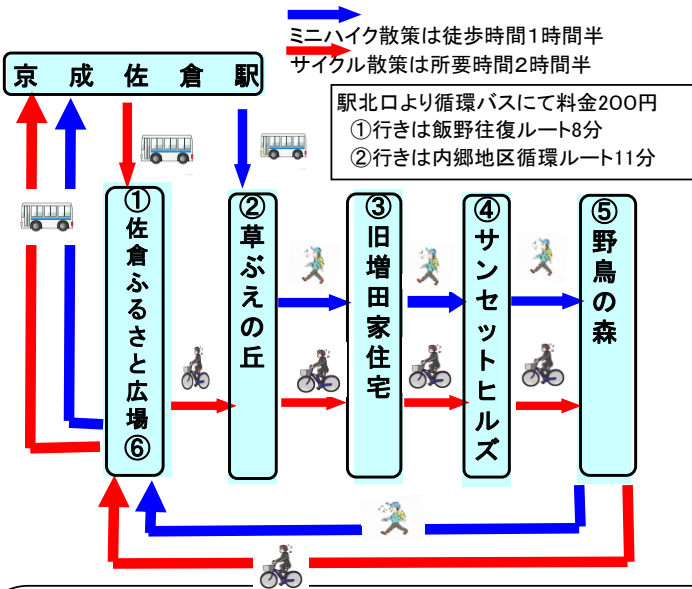 ミニハイク散策は徒歩時間1時間半
サイクル散策は所要時間2時間半
京成佐倉駅
駅北口より循環バスにて料金200円
①行きは飯野往復ルート8分
②行きは内郷地区循環ルート11分
①佐倉ふるさと広場⑥
②草ぶえの丘
③旧増田家住宅
④サンセットヒルズ
⑤野鳥の森